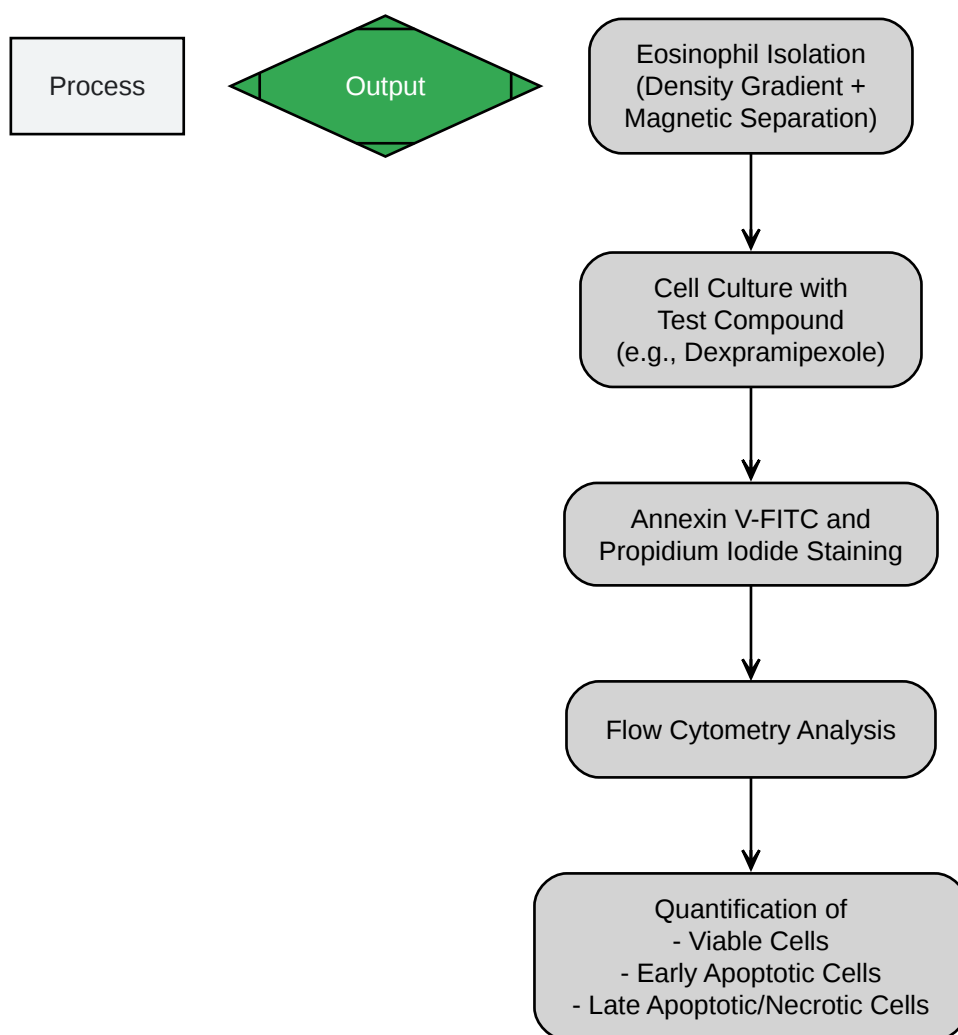 Process
Output
Eosinophil Isolation
(Density Gradient +
Magnetic Separation)
Cell Culture with
Test Compound
(e.g., Dexpramipexole)
Annexin V-FITC and
Propidium Iodide Staining
Flow Cytometry Analysis
Quantification of
- Viable Cells
- Early Apoptotic Cells
- Late Apoptotic/Necrotic Cells